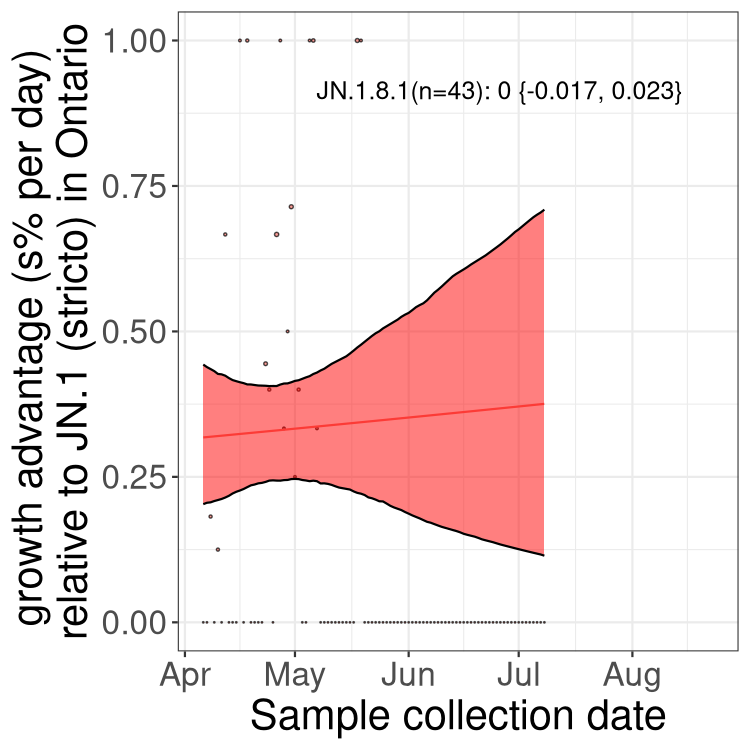 growth advantage (s% per day)
relative to JN.1 (stricto) in Ontario
1.00
0.75
0.50
0.25
0.00
JN.1.8.1(n=43): 0 {-0.017, 0.023}
Apr May Jun Jul Aug
Sample collection date